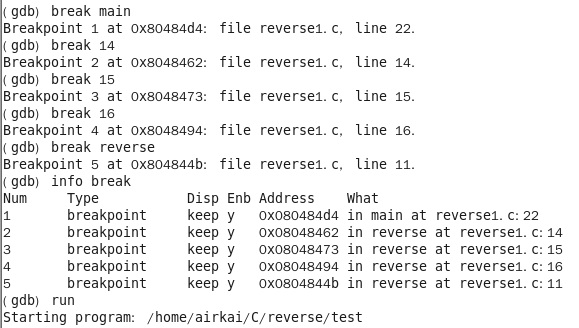 (gdb) break main
Breakpoint 1 at 0x80484d4: file reverse1.c, line 22.
(gdb) break 14
Breakpoint 2 at 0x8048462: file reverse1.c, line 14.
(gdb) break 15
Breakpoint 3 at 0x8048473: file reverse1.c, line 15.
(gdb) break 16
Breakpoint 4 at 0x8048494: file reverse1.c, line 16.
(gdb) break reverse
Breakpoint 5 at 0x804844b: file reverse1.c, line 11.
(gdb) info break
Num     Type           Disp Enb Address    What
1       breakpoint     keep y   0x080484d4 in main at reverse1.c:22
2       breakpoint     keep y   0x08048462 in reverse at reverse1.c:14
3       breakpoint     keep y   0x08048473 in reverse at reverse1.c:15
4       breakpoint     keep y   0x08048494 in reverse at reverse1.c:16
5       breakpoint     keep y   0x0804844b in reverse at reverse1.c:11
(gdb) run
Starting program: /home/airkai/C/reverse/test